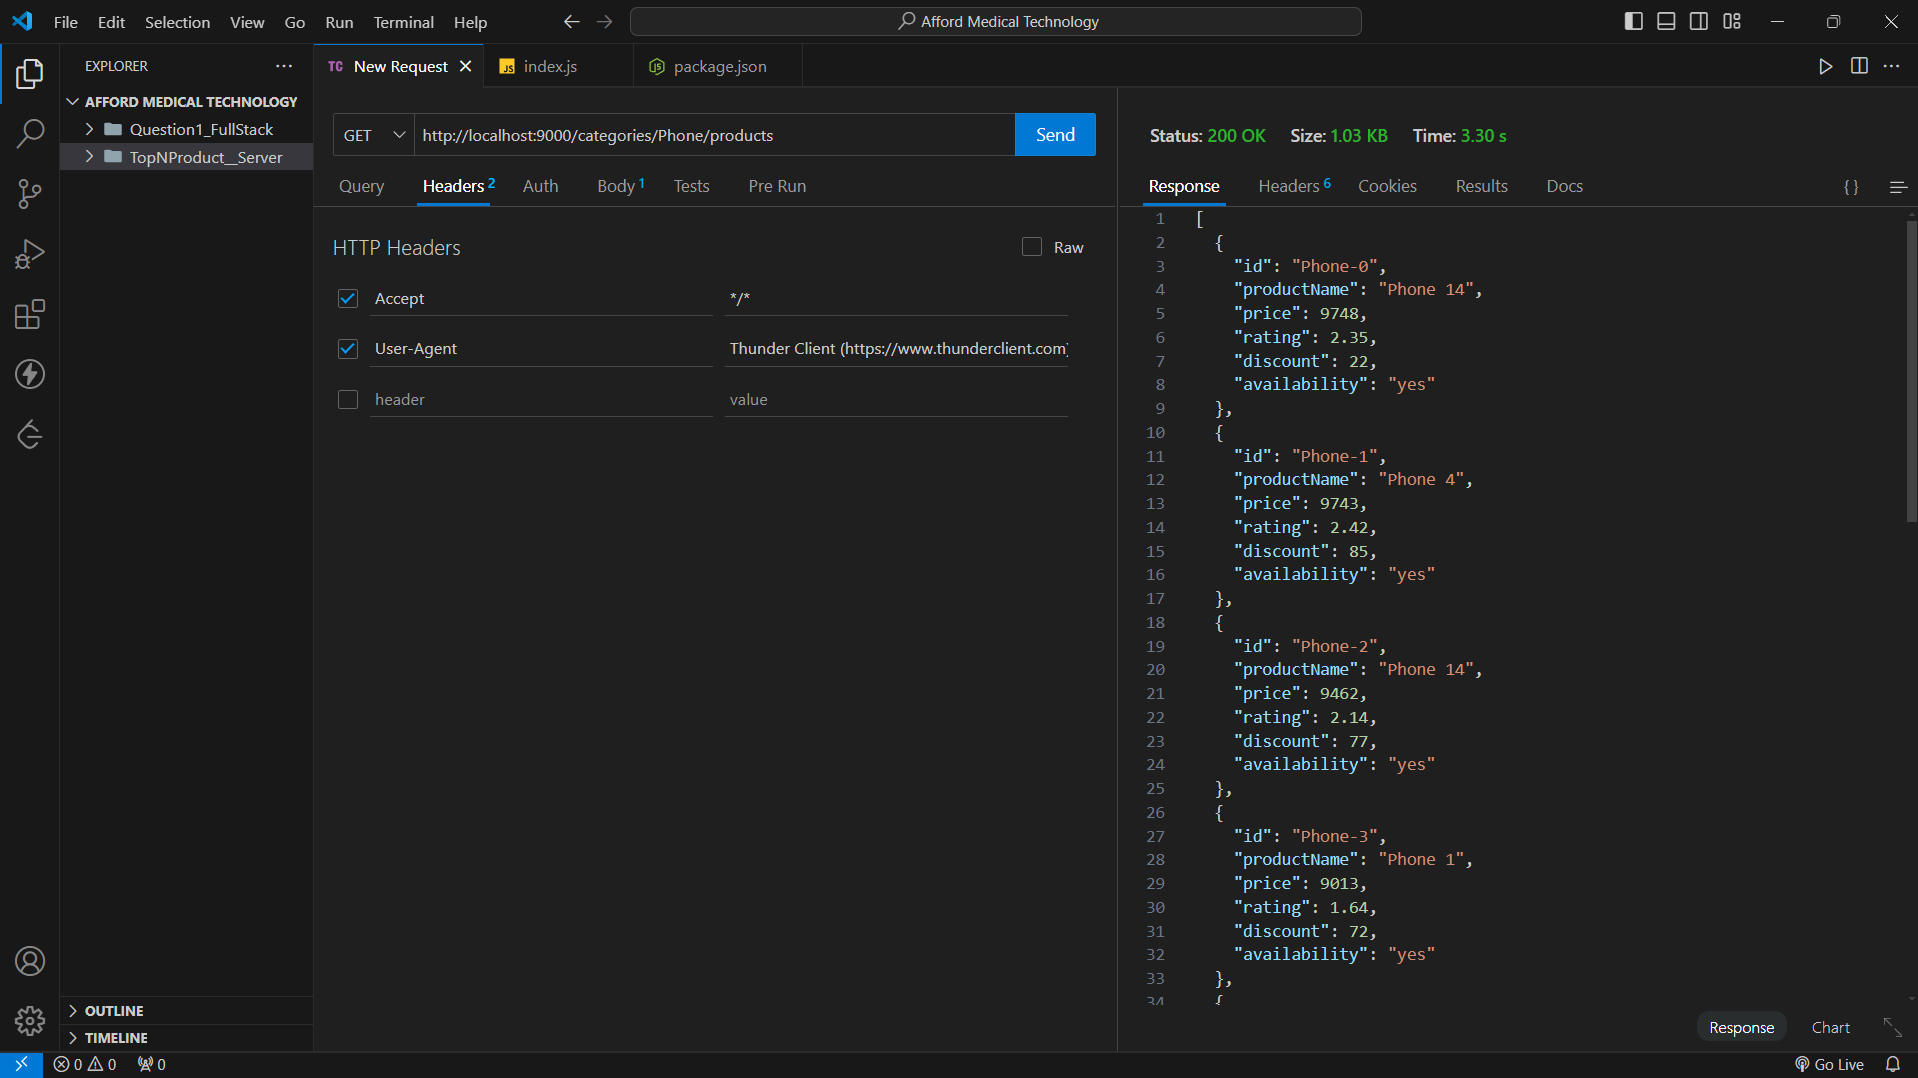 File Edit Selection View Go Run Terminal Help
Afford Medical Technology
EXPLORER
AFFORD MEDICAL TECHNOLOGY
Question1_FullStack
TopNProduct__Server
OUTLINE
TIMELINE
TC New Request
JS index.js
package.json
GET http://localhost:9000/categories/Phone/products Send
Query Headers 2 Auth Body 1 Tests Pre Run
HTTP Headers Raw
Accept */*
User-Agent Thunder Client (https://www.thunderclient.com)
header value
Status: 200 OK Size: 1.03 KB Time: 3.30 s
Response Headers 6 Cookies Results Docs { }
1 [
2 {
3 "id": "Phone-0",
4 "productName": "Phone 14",
5 "price": 9748,
6 "rating": 2.35,
7 "discount": 22,
8 "availability": "yes"
9 },
10 {
11 "id": "Phone-1",
12 "productName": "Phone 4",
13 "price": 9743,
14 "rating": 2.42,
15 "discount": 85,
16 "availability": "yes"
17 },
18 {
19 "id": "Phone-2",
20 "productName": "Phone 14",
21 "price": 9462,
22 "rating": 2.14,
23 "discount": 77,
24 "availability": "yes"
25 },
26 {
27 "id": "Phone-3",
28 "productName": "Phone 1",
29 "price": 9013,
30 "rating": 1.64,
31 "discount": 72,
32 "availability": "yes"
33 },
34 {
Response Chart
0 0 0 Go Live